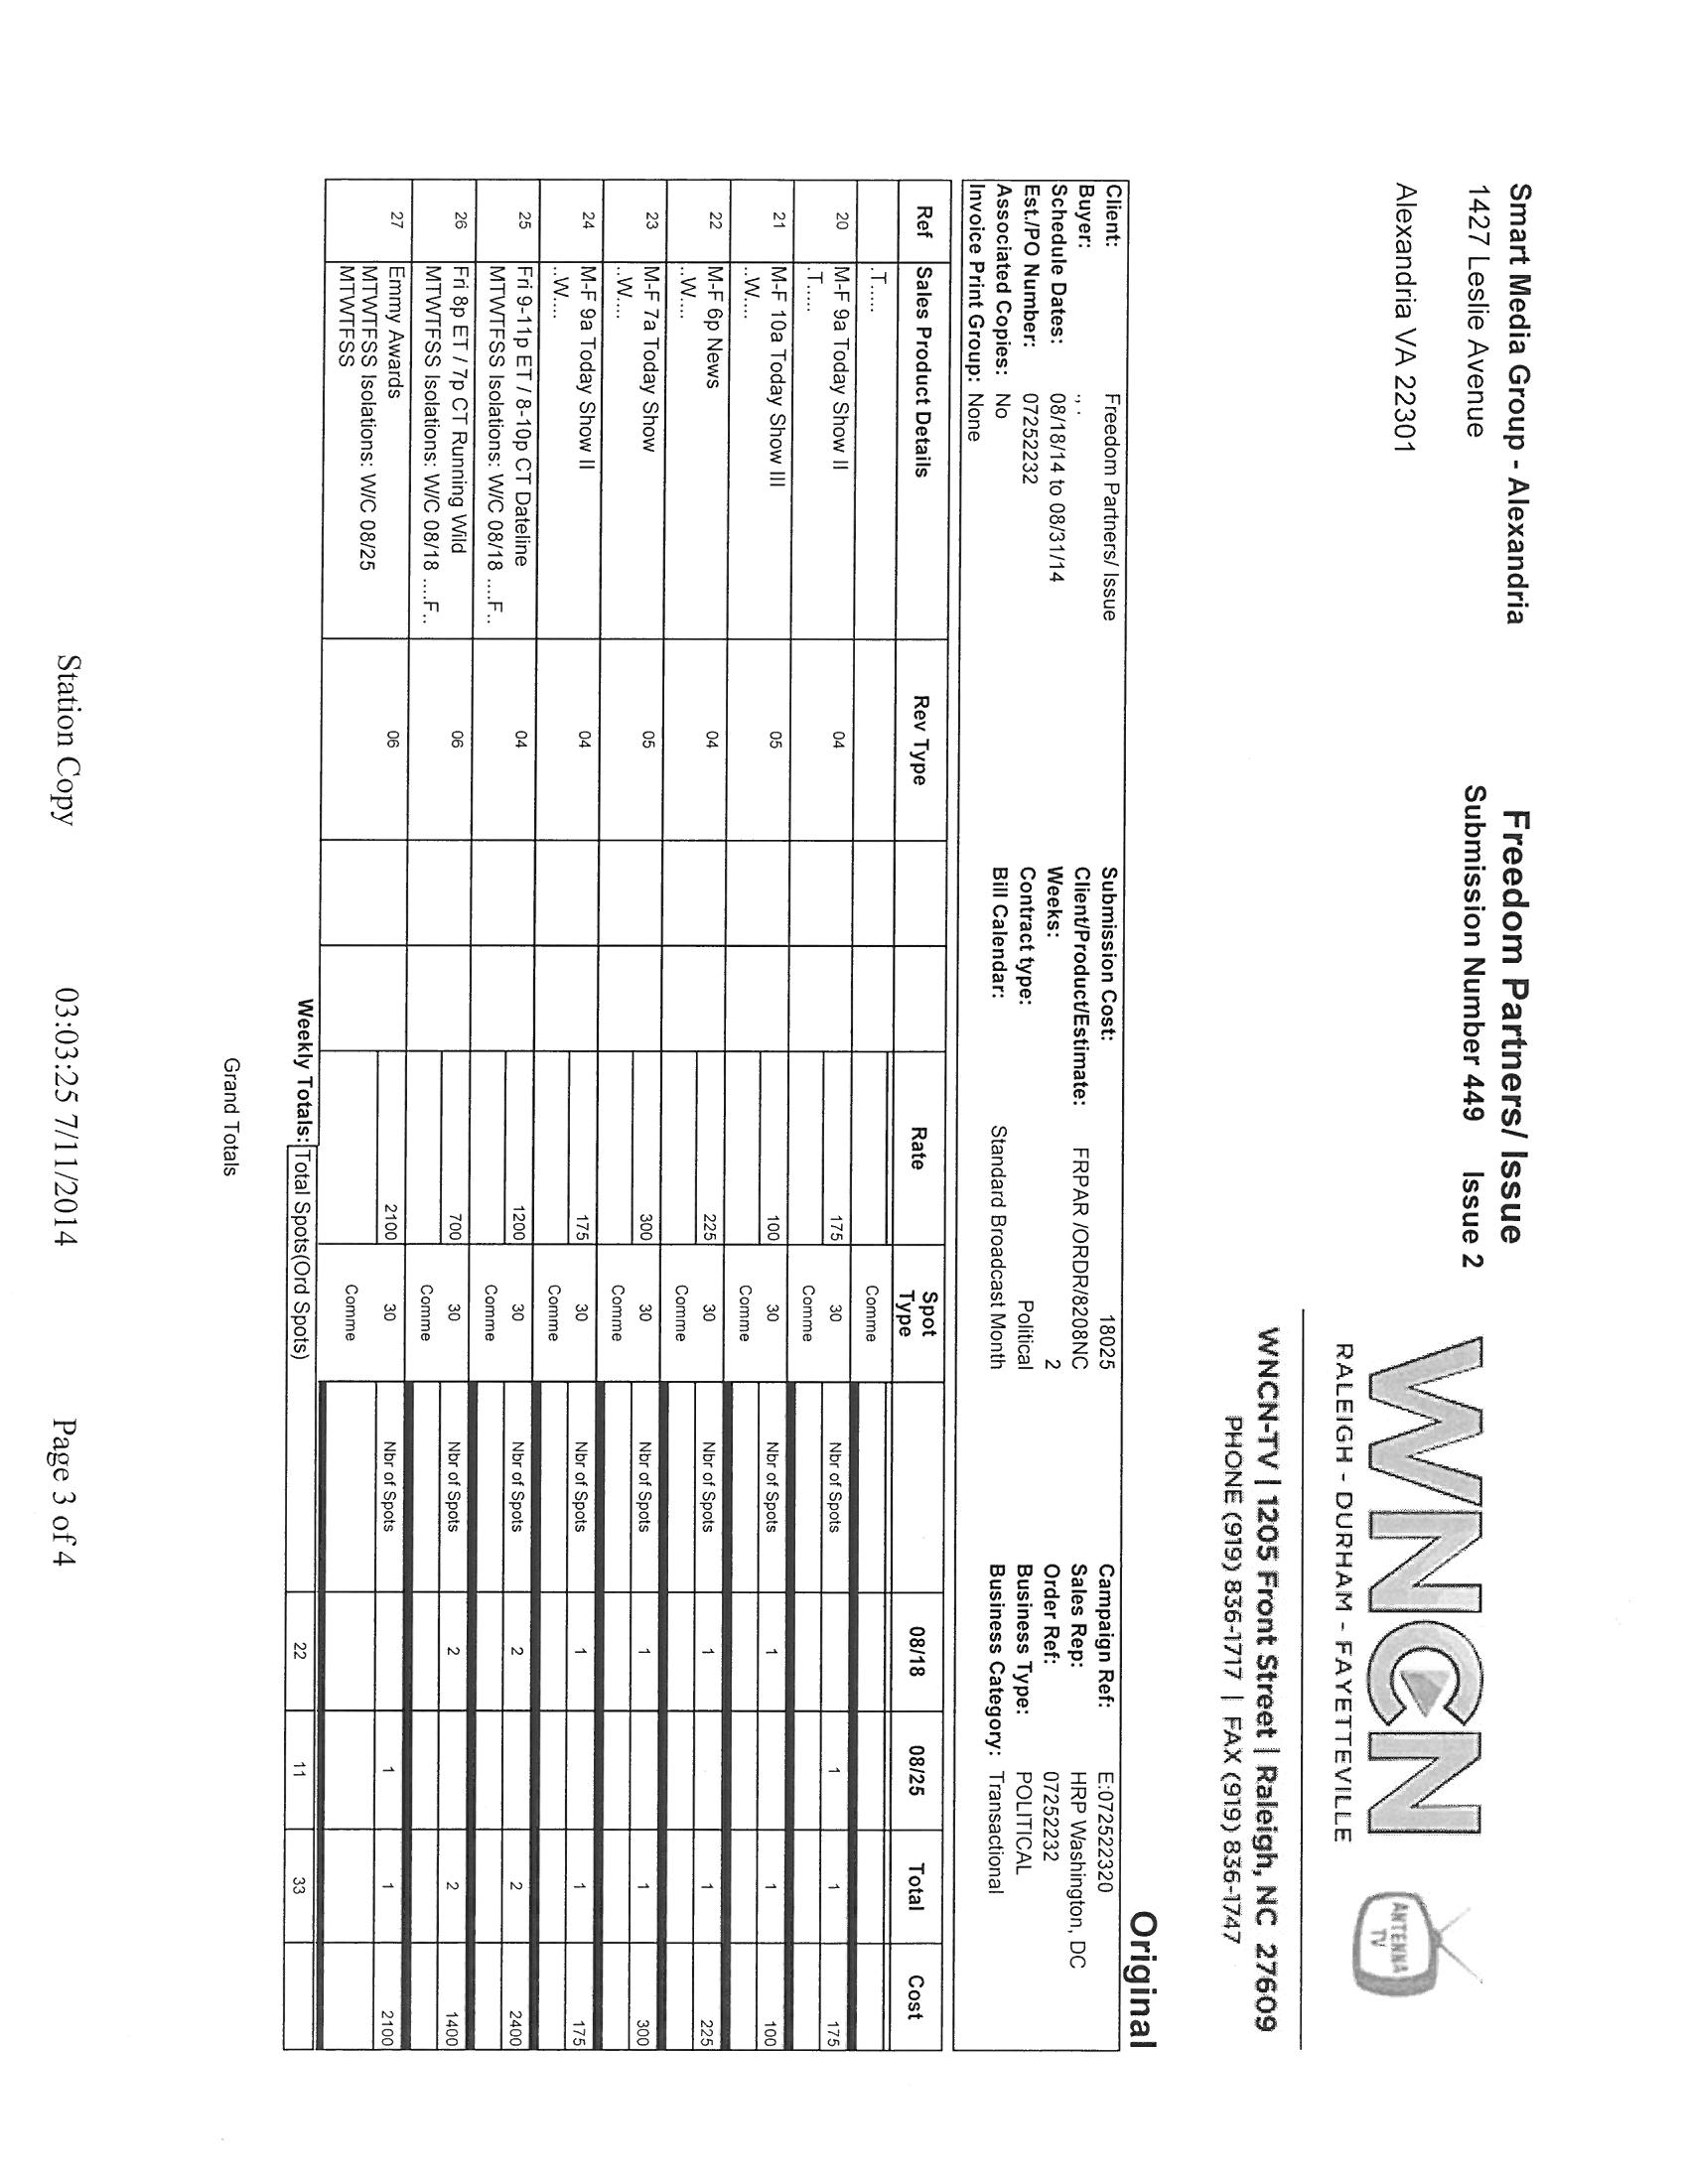 Smart Media Group - Alexandria
1427 Leslie Avenue
Alexandria VA 22301
Freedom Partners/ Issue
Submission Number 449 Issue 2
WNCN
RALEIGH - DURHAM - FAYETTEVILLE
ANTENNA TV
WNCN-TV | 1205 Front Street | Raleigh, NC 27609
PHONE (919) 836-1717 | FAX (919) 836-1747
Original
Client: Freedom Partners/ Issue Submission Cost: 18025 Campaign Ref: E:072522320
Buyer: , . Client/Product/Estimate: FRPAR /ORDR/8208NC Sales Rep: HRP Washington, DC
Schedule Dates: 08/18/14 to 08/31/14 Weeks: 2 Order Ref: 07252232
Est./PO Number: 07252232 Contract type: Political Business Type: POLITICAL
Associated Copies: No Bill Calendar: Standard Broadcast Month Business Category: Transactional
Invoice Print Group: None
Ref Sales Product Details Rev Type Rate Spot Type 08/18 08/25 Total Cost
.T..... Comme
20 M-F 9a Today Show II 04 175 30 Nbr of Spots 1 1 175
.T..... Comme
21 M-F 10a Today Show III 05 100 30 Nbr of Spots 1 1 100
..W.... Comme
22 M-F 6p News 04 225 30 Nbr of Spots 1 1 225
..W.... Comme
23 M-F 7a Today Show 05 300 30 Nbr of Spots 1 1 300
..W.... Comme
24 M-F 9a Today Show II 04 175 30 Nbr of Spots 1 1 175
..W.... Comme
25 Fri 9-11p ET / 8-10p CT Dateline 04 1200 30 Nbr of Spots 2 2 2400
MTWTFSS Isolations: W/C 08/18 ....F.. Comme
26 Fri 8p ET / 7p CT Running Wild 06 700 30 Nbr of Spots 2 2 1400
MTWTFSS Isolations: W/C 08/18 ....F.. Comme
27 Emmy Awards 06 2100 30 Nbr of Spots 1 1 2100
MTWTFSS Isolations: W/C 08/25
MTWTFSS Comme
Weekly Totals: Total Spots(Ord Spots) 22 11 33
Grand Totals
Station Copy 03:03:25 7/11/2014 Page 3 of 4